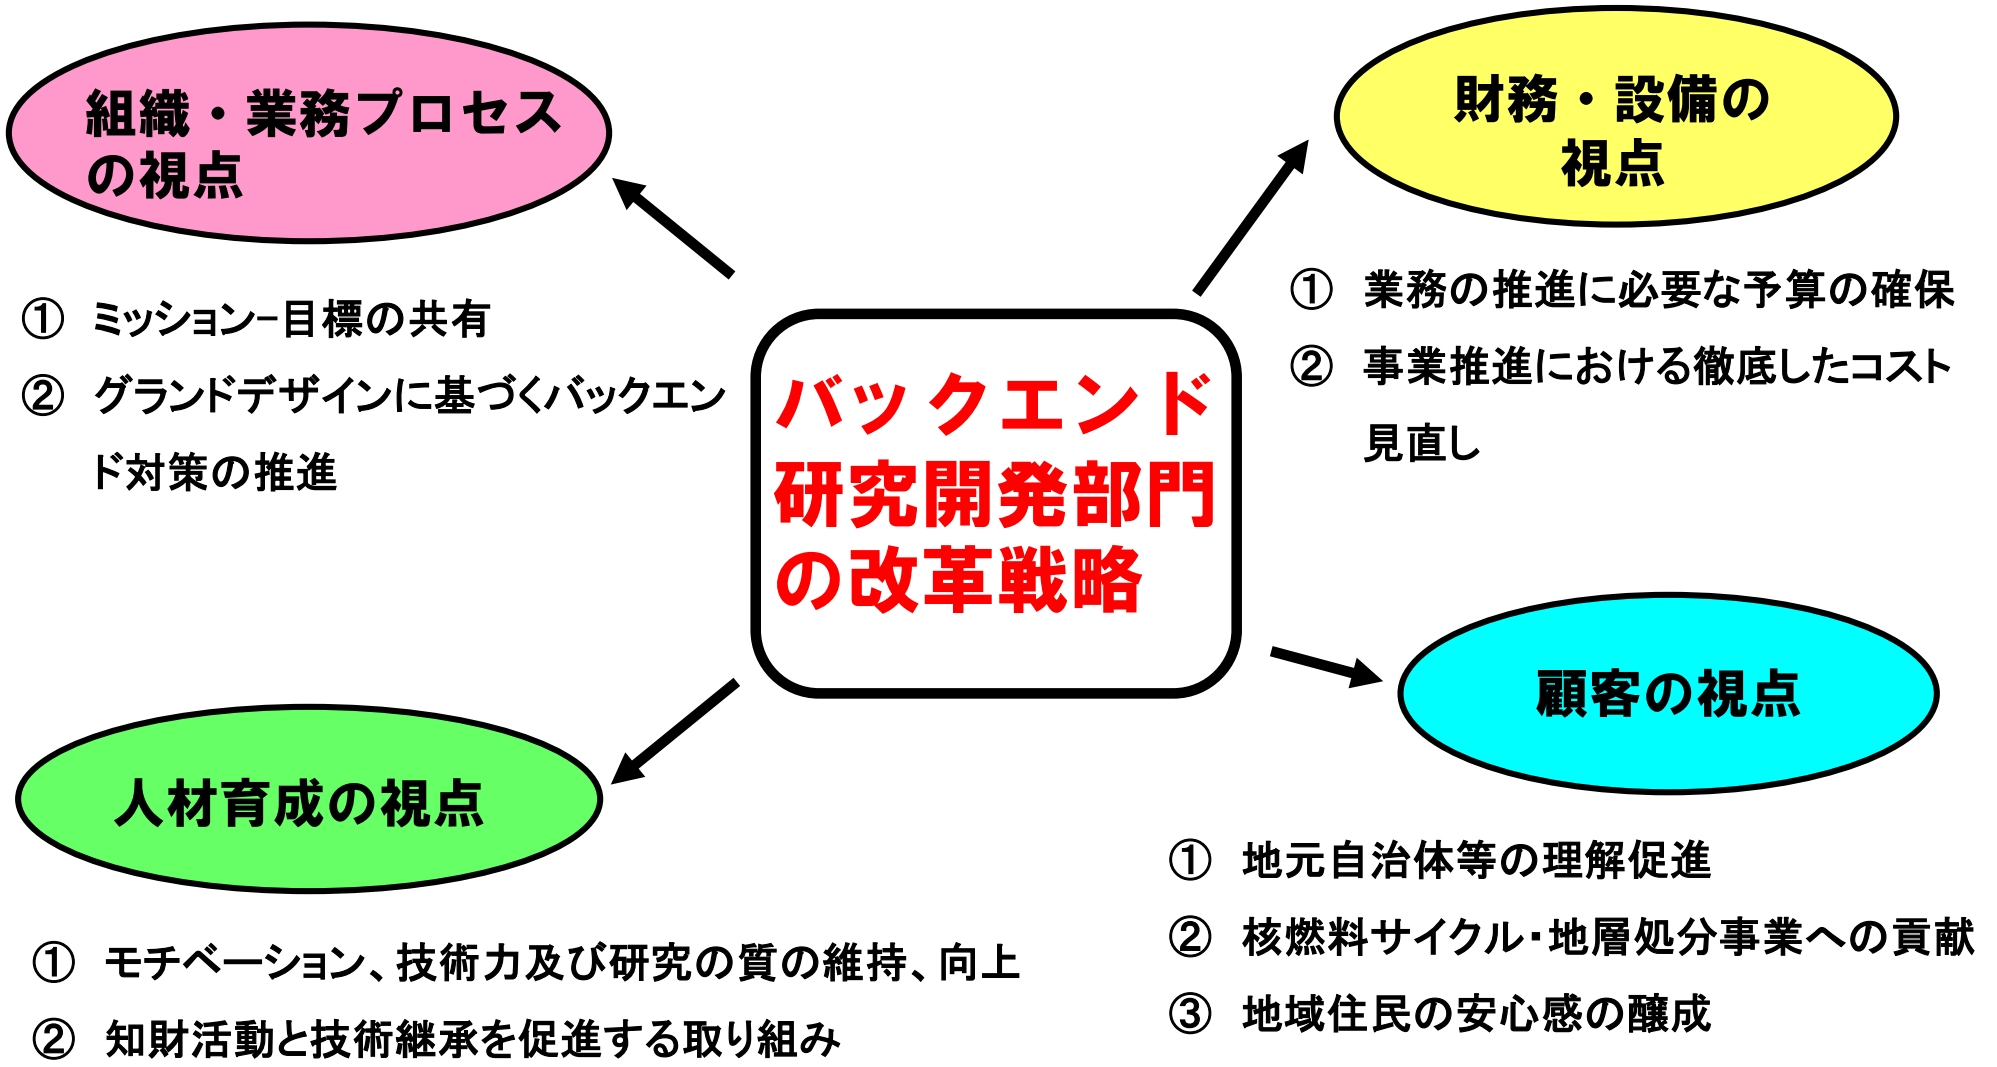 組織・業務プロセス
の視点
① ミッション−目標の共有
② グランドデザインに基づくバックエン
ド対策の推進
財務・設備の
視点
① 業務の推進に必要な予算の確保
② 事業推進における徹底したコスト
見直し
バックエンド
研究開発部門
の改革戦略
人材育成の視点
① モチベーション、技術力及び研究の質の維持、向上
② 知財活動と技術継承を促進する取り組み
顧客の視点
① 地元自治体等の理解促進
② 核燃料サイクル・地層処分事業への貢献
③ 地域住民の安心感の醸成